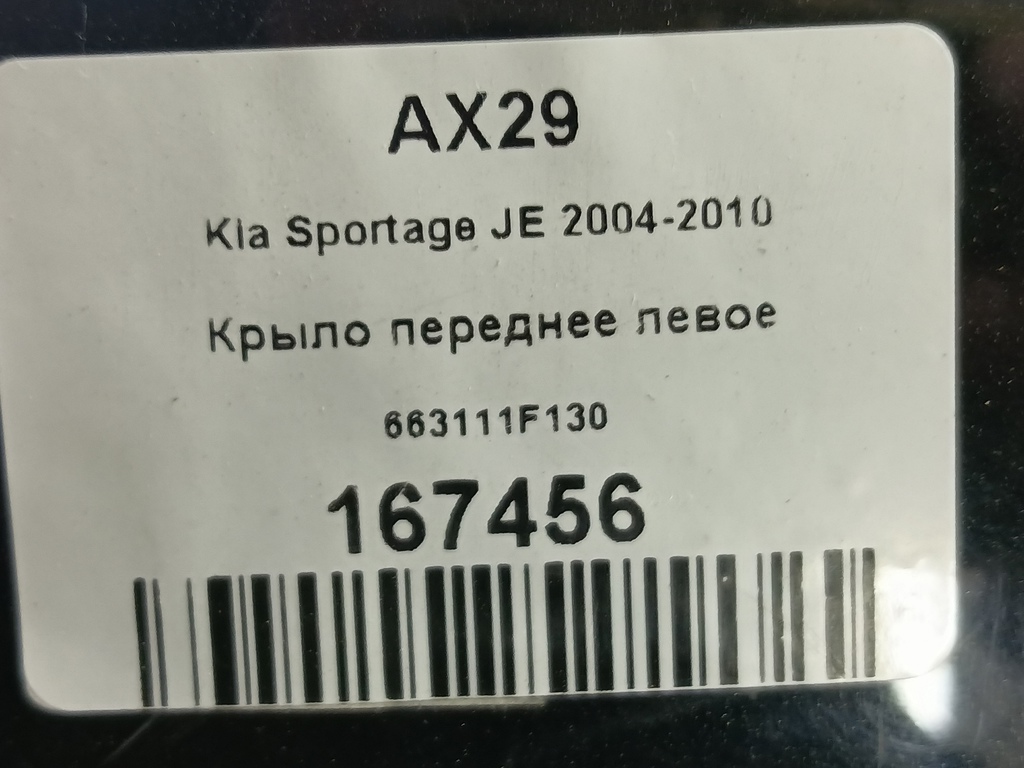 AX29
Kia Sportage JE 2004-2010
Крыло переднее левое
663111F130
167456